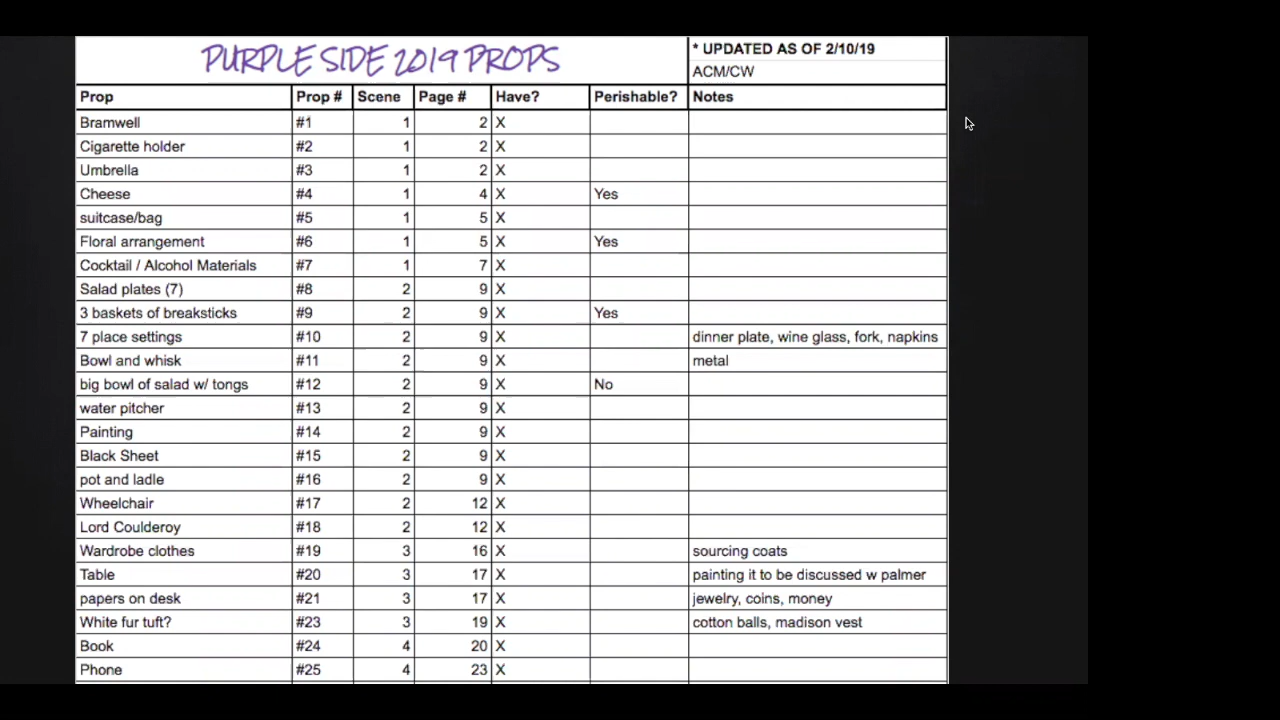 PURPLE SIDE 2019 PROPS
* UPDATED AS OF 2/10/19
ACM/CW
Prop Prop # Scene Page # Have? Perishable? Notes
Bramwell #1 1 2 X
Cigarette holder #2 1 2 X
Umbrella #3 1 2 X
Cheese #4 1 4 X Yes
suitcase/bag #5 1 5 X
Floral arrangement #6 1 5 X Yes
Cocktail / Alcohol Materials #7 1 7 X
Salad plates (7) #8 2 9 X
3 baskets of breaksticks #9 2 9 X Yes
7 place settings #10 2 9 X dinner plate, wine glass, fork, napkins
Bowl and whisk #11 2 9 X metal
big bowl of salad w/ tongs #12 2 9 X No
water pitcher #13 2 9 X
Painting #14 2 9 X
Black Sheet #15 2 9 X
pot and ladle #16 2 9 X
Wheelchair #17 2 12 X
Lord Coulderoy #18 2 12 X
Wardrobe clothes #19 3 16 X sourcing coats
Table #20 3 17 X painting it to be discussed w palmer
papers on desk #21 3 17 X jewelry, coins, money
White fur tuft? #23 3 19 X cotton balls, madison vest
Book #24 4 20 X
Phone #25 4 23 X